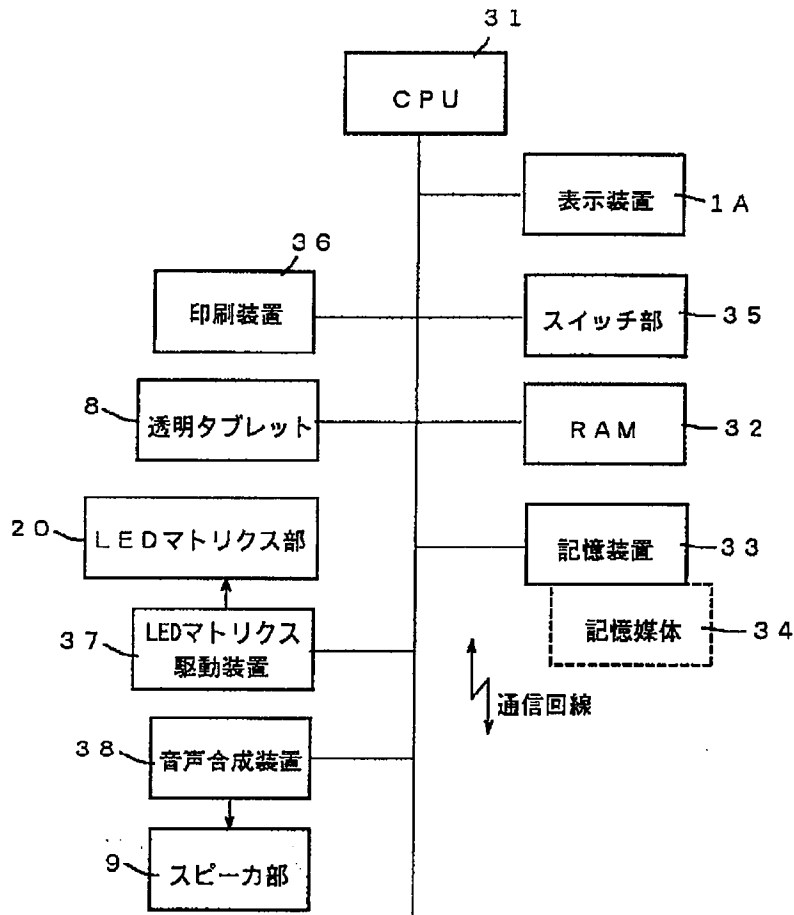 ３１
ＣＰＵ
表示装置
１Ａ
３６
印刷装置
スイッチ部
３５
８
透明タブレット
ＲＡＭ
３２
２０
ＬＥＤマトリクス部
記憶装置
３３
３７
LEDマトリクス
駆動装置
記憶媒体
３４
通信回線
３８
音声合成装置
９
スピーカ部